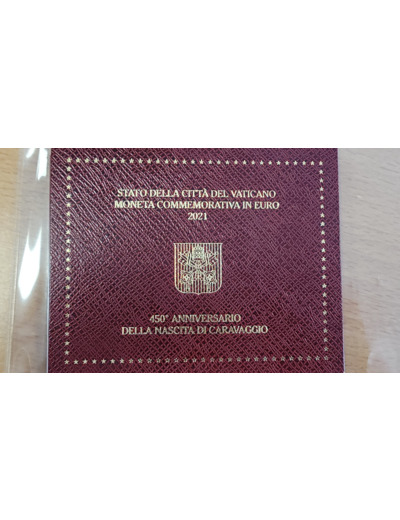 STATO DELLA CITTÀ DEL VATICANO
MONETA COMMEMORATIVA IN EURO
2021
450° ANNIVERSARIO
DELLA NASCITA DI CARAVAGGIO